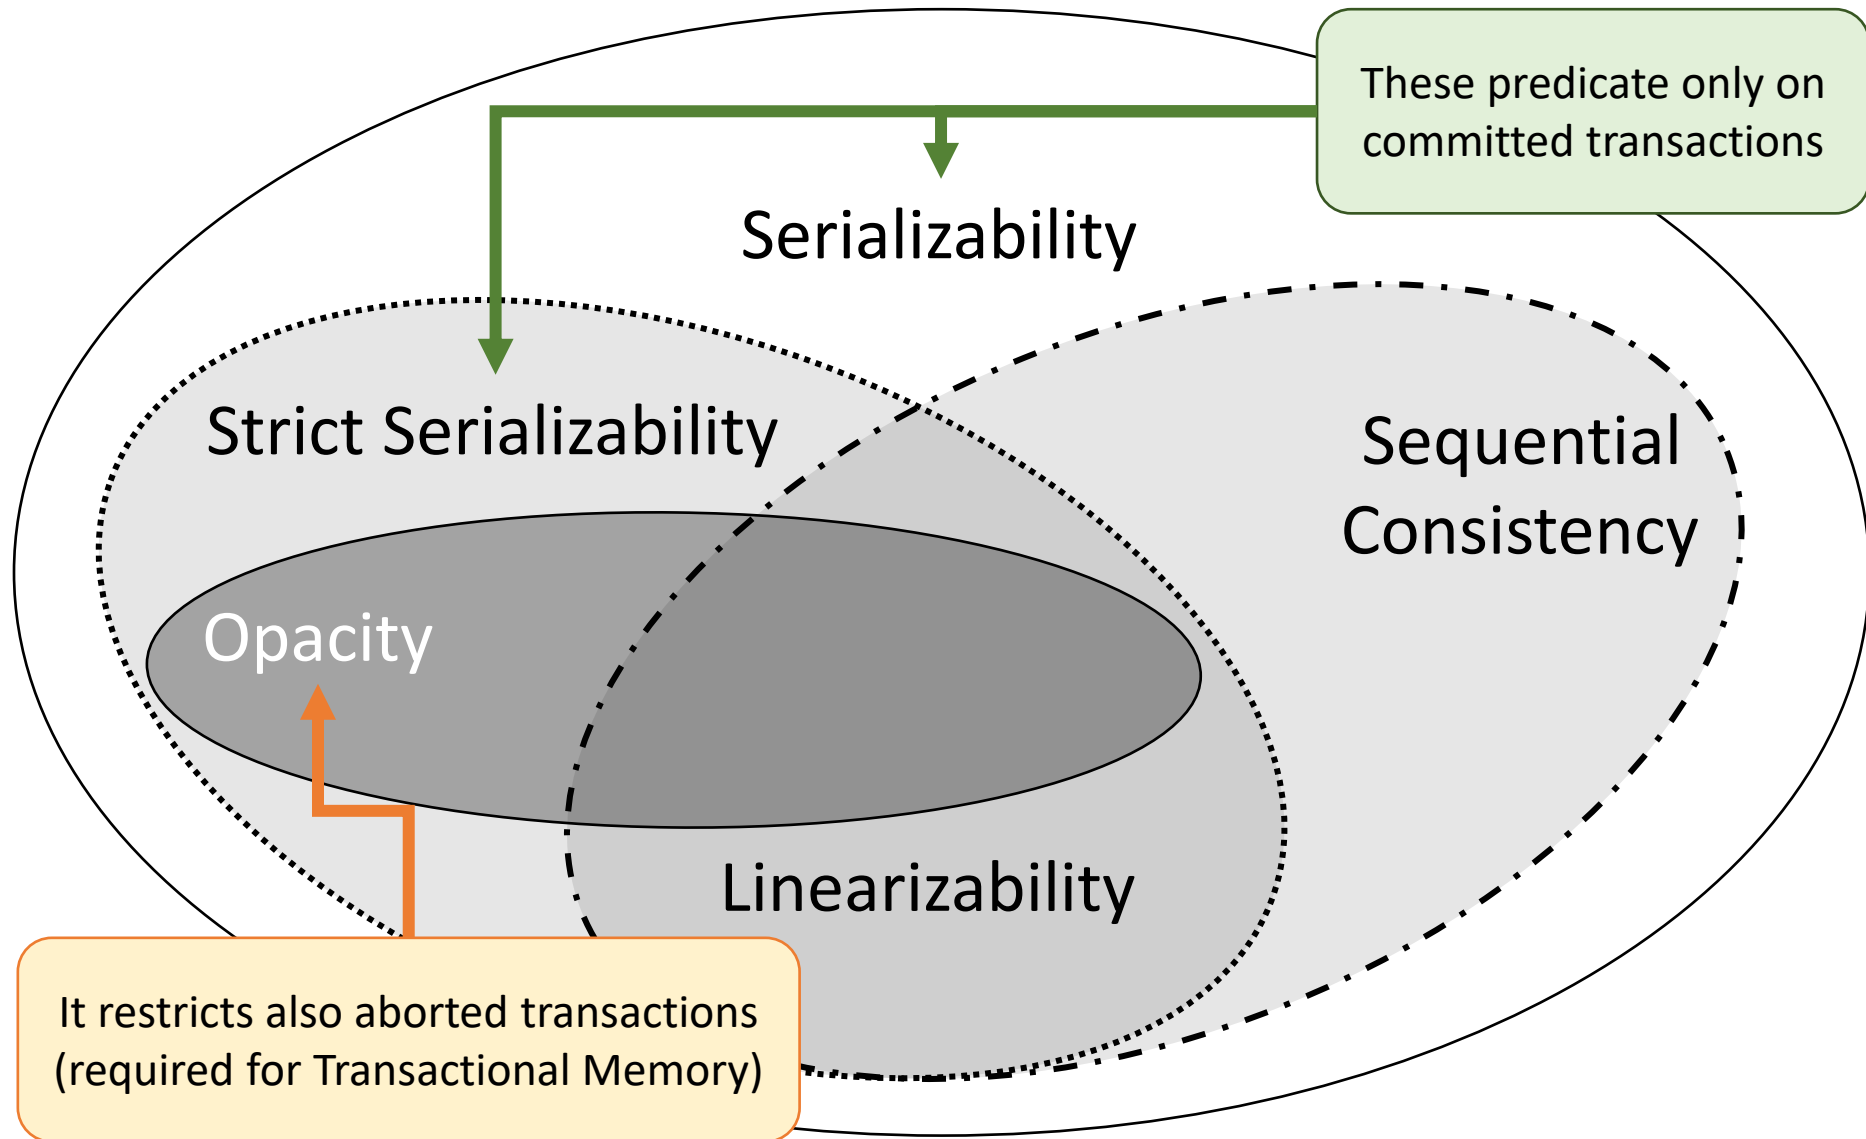 These predicate only on
committed transactions
Serializability
Strict Serializability
Sequential
Consistency
Opacity
Linearizability
It restricts also aborted transactions
(required for Transactional Memory)